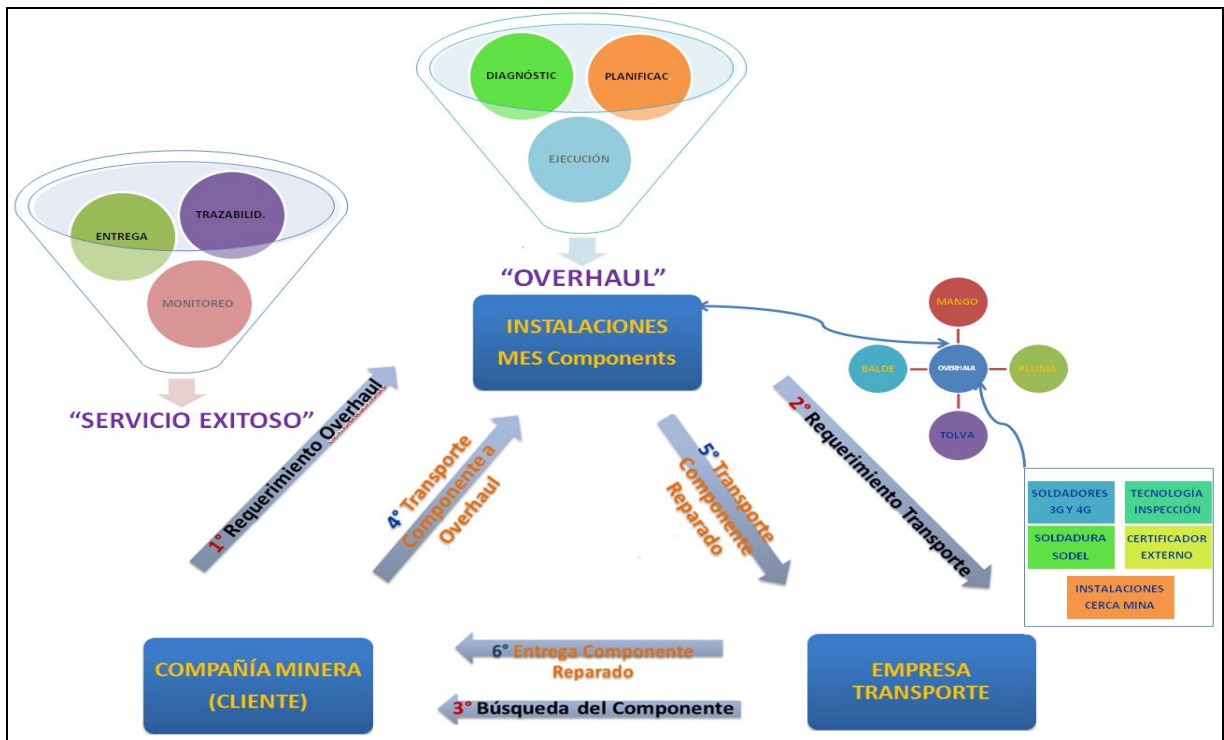 DIAGNÓSTIC
PLANIFICAC
EJECUCIÓN
TRAZABILID.
ENTREGA
MONITOREO
“OVERHAUL”
“SERVICIO EXITOSO”
INSTALACIONES
MES Components
MANGO
BALDE
OVERHAUL
PLUMA
TOLVA
SOLDADORES
3G Y 4G
TECNOLOGÍA
INSPECCIÓN
SOLDADURA
SODEL
CERTIFICADOR
EXTERNO
INSTALACIONES
CERCA MINA
1° Requerimiento Overhaul
4° Transporte
Componente a
Overhaul
5° Transporte
Componente
Reparado
2° Requerimiento Transporte
COMPAÑÍA MINERA
(CLIENTE)
6° Entrega Componente
Reparado
3° Búsqueda del Componente
EMPRESA
TRANSPORTE